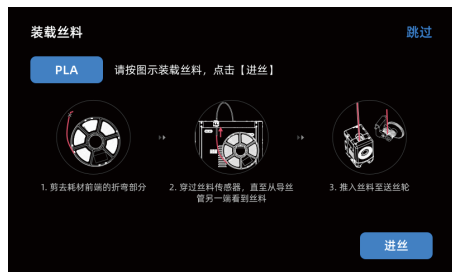 装载丝料
跳过
PLA
请按图示装载丝料，点击【进丝】
1. 剪去耗材前端的折弯部分
2. 穿过丝料传感器，直至从导丝
管另一端看到丝料
3. 推入丝料至送丝轮
进丝